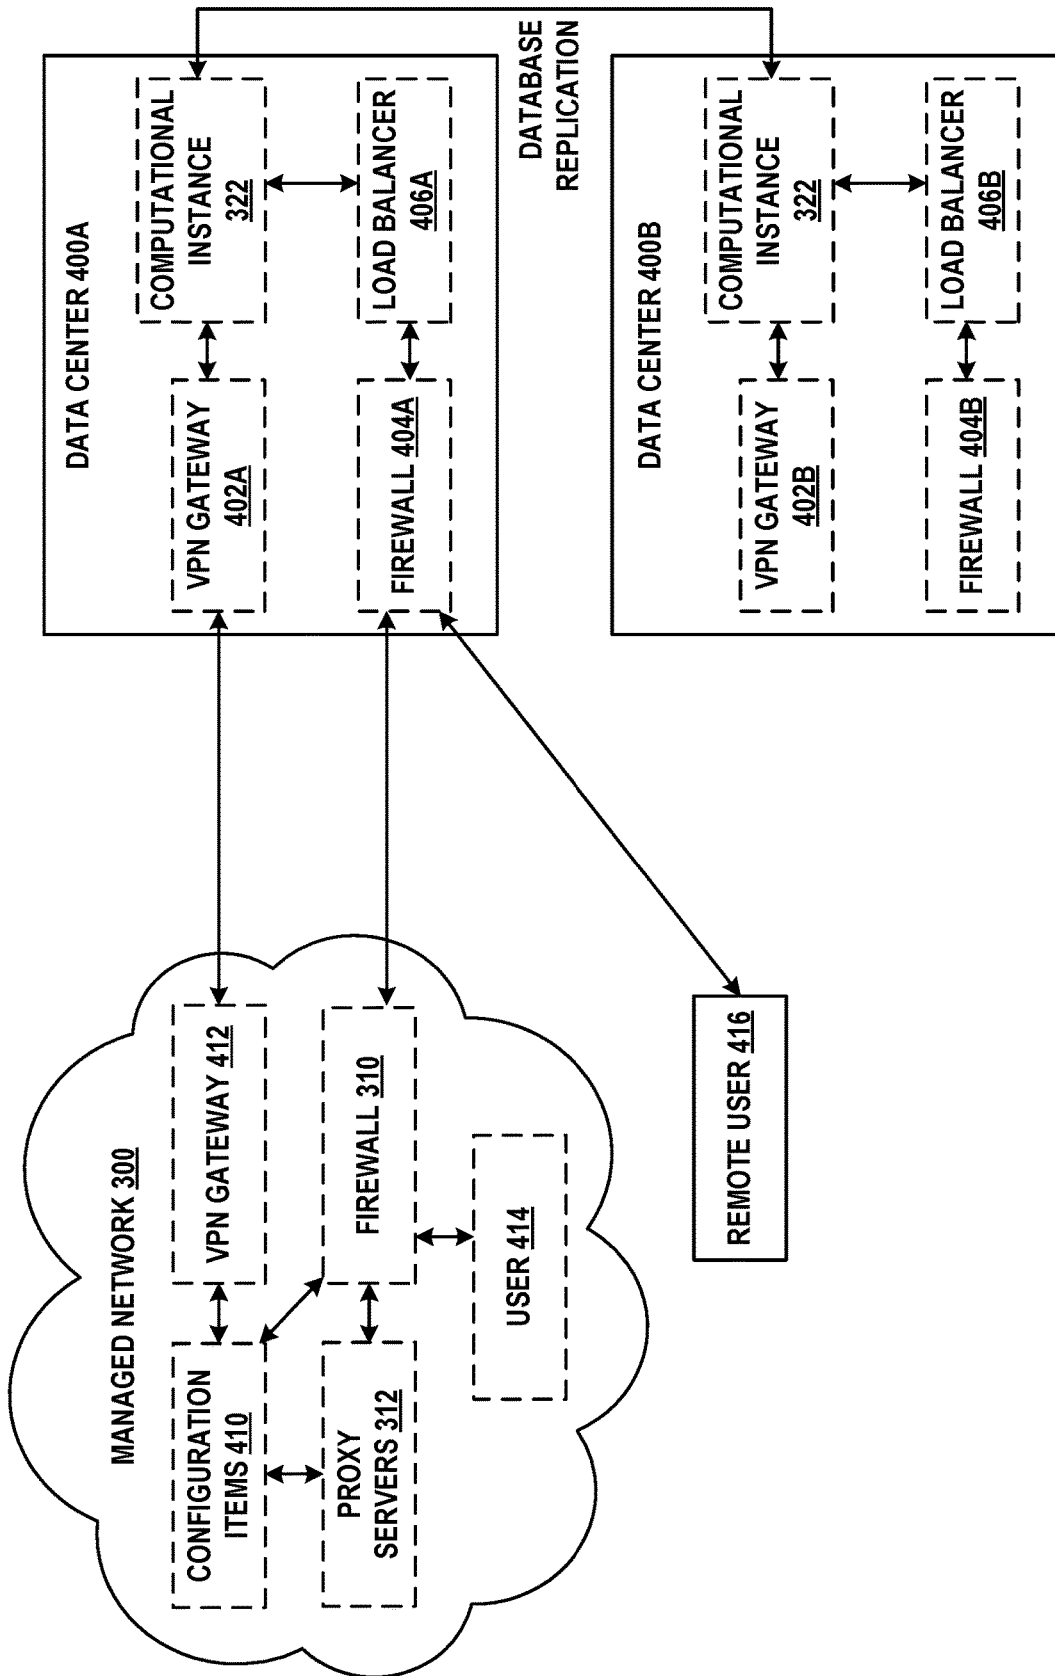 MANAGED NETWORK 300
CONFIGURATION
ITEMS 410
VPN GATEWAY 412
PROXY
SERVERS 312
FIREWALL 310
USER 414
REMOTE USER 416
DATA CENTER 400A
VPN GATEWAY
402A
COMPUTATIONAL
INSTANCE
322
FIREWALL 404A
LOAD BALANCER
406A
DATABASE
REPLICATION
DATA CENTER 400B
VPN GATEWAY
402B
COMPUTATIONAL
INSTANCE
322
FIREWALL 404B
LOAD BALANCER
406B